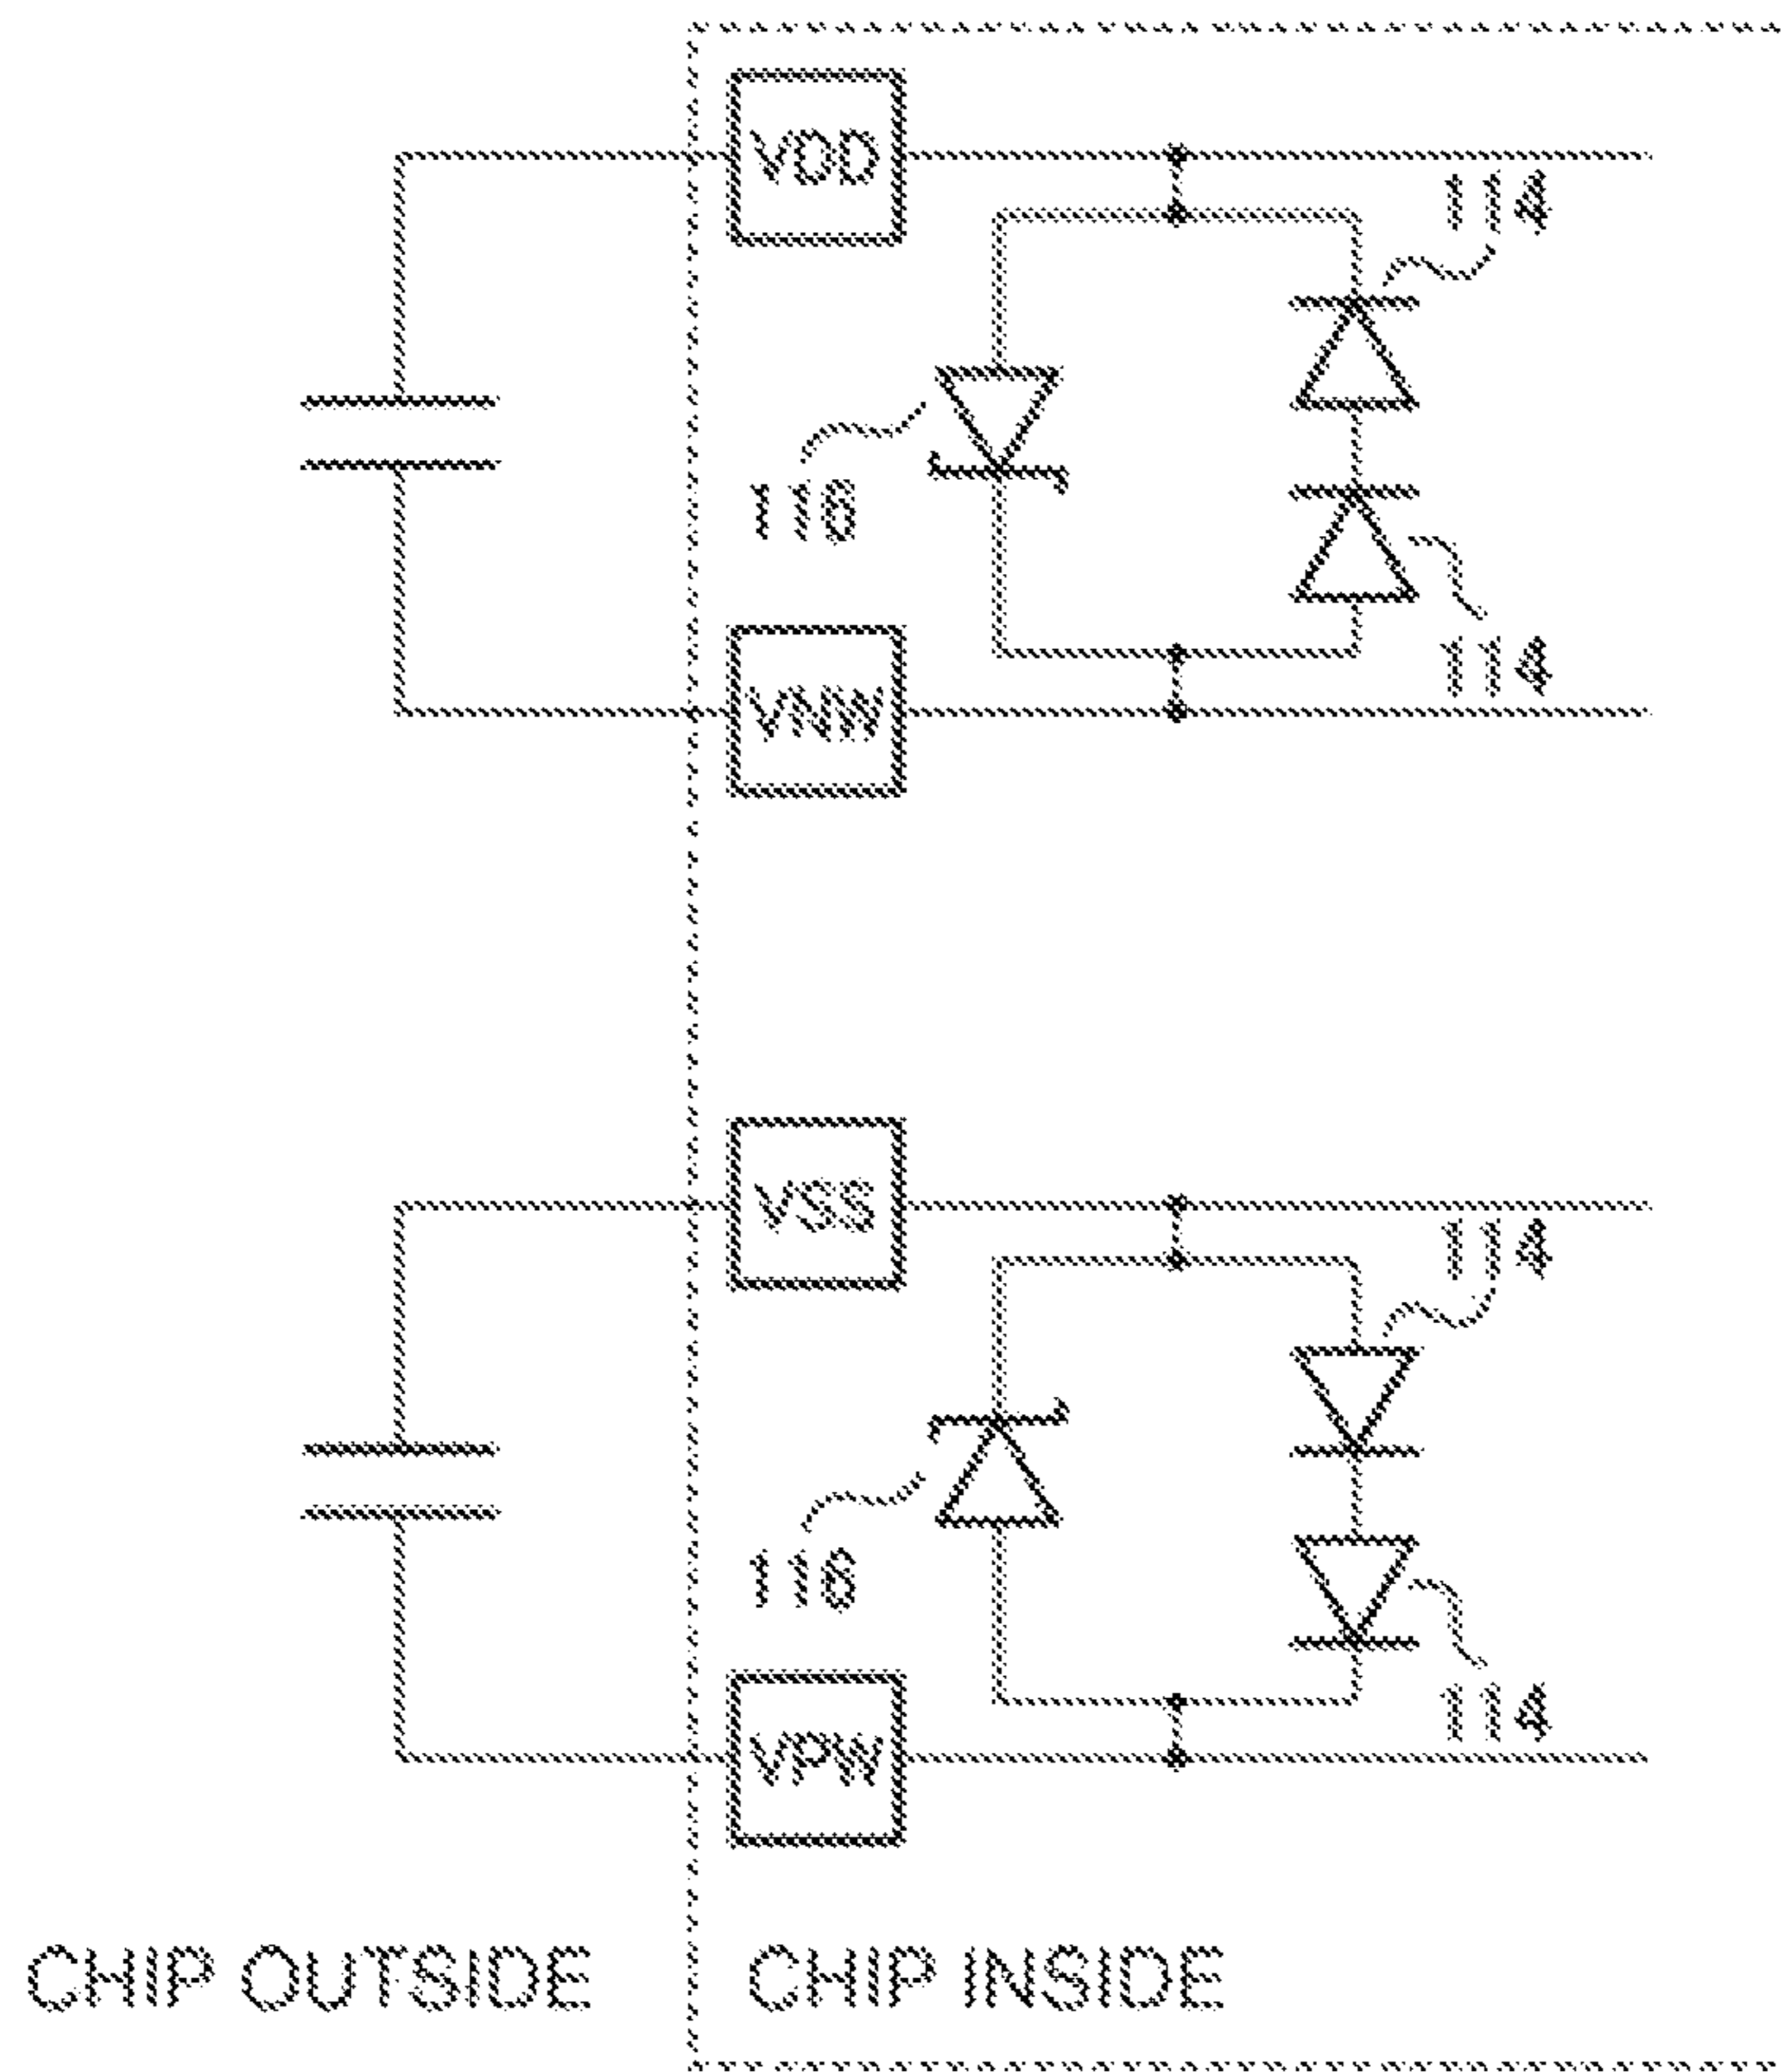 VDD
114
116
114
VNW
VSS
114
116
114
VPW
CHIP OUTSIDE
CHIP INSIDE